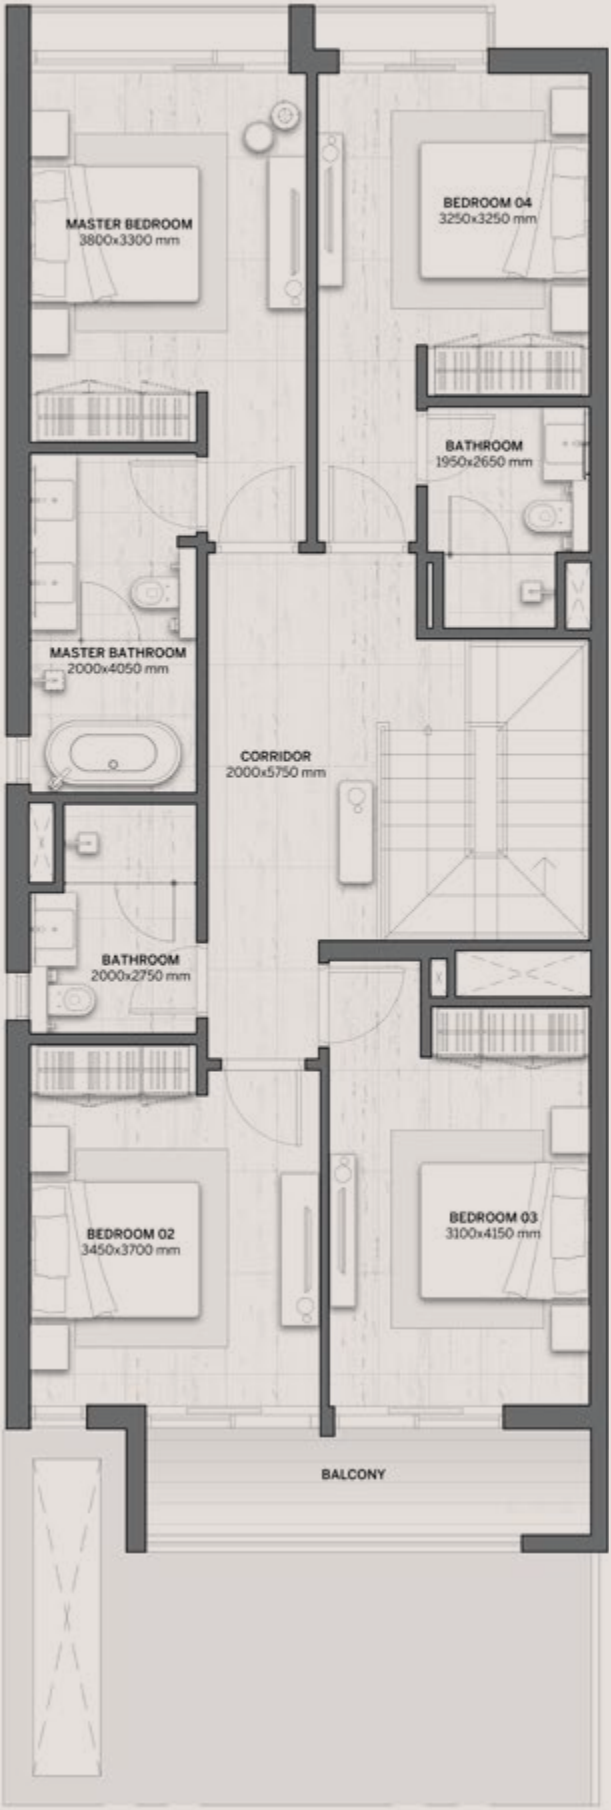 MASTER BEDROOM
3800x3300 mm
BEDROOM 04
3250x3250 mm
BATHROOM
1950x2650 mm
MASTER BATHROOM
2000x4050 mm
CORRIDOR
2000x5750 mm
BATHROOM
2000x2750 mm
BEDROOM 02
3450x3700 mm
BEDROOM 03
3100x4150 mm
BALCONY